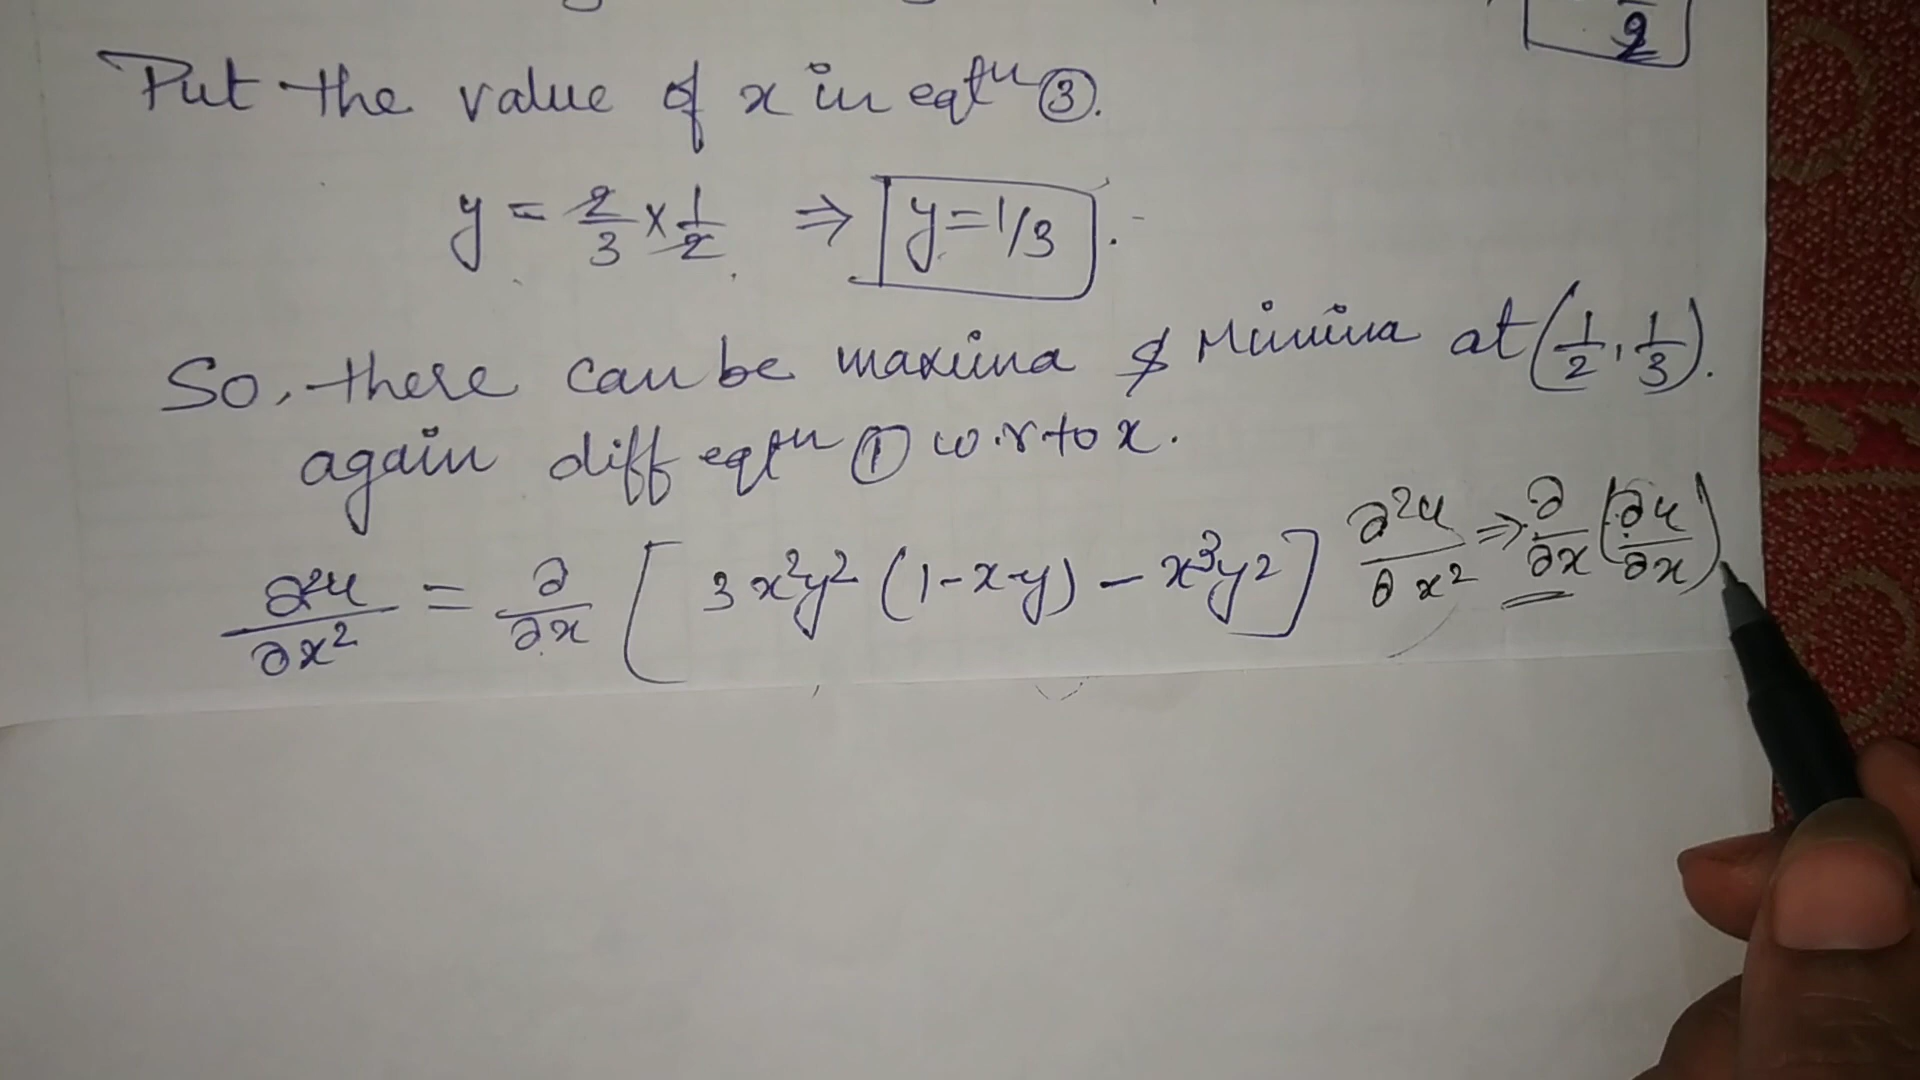 2
Put the value of x in eqtn ③.
y = 2/3 × 1/2 ⇒ y = 1/3 .
So, there can be maxima & Minima at (1/2, 1/3).
again diff eqtn ① w.r to x.
∂²u/∂x² = ∂/∂x [ 3x²y² (1-x-y) - x³y² ] ∂²u/∂x² ⇒ ∂/∂x (∂u/∂x)